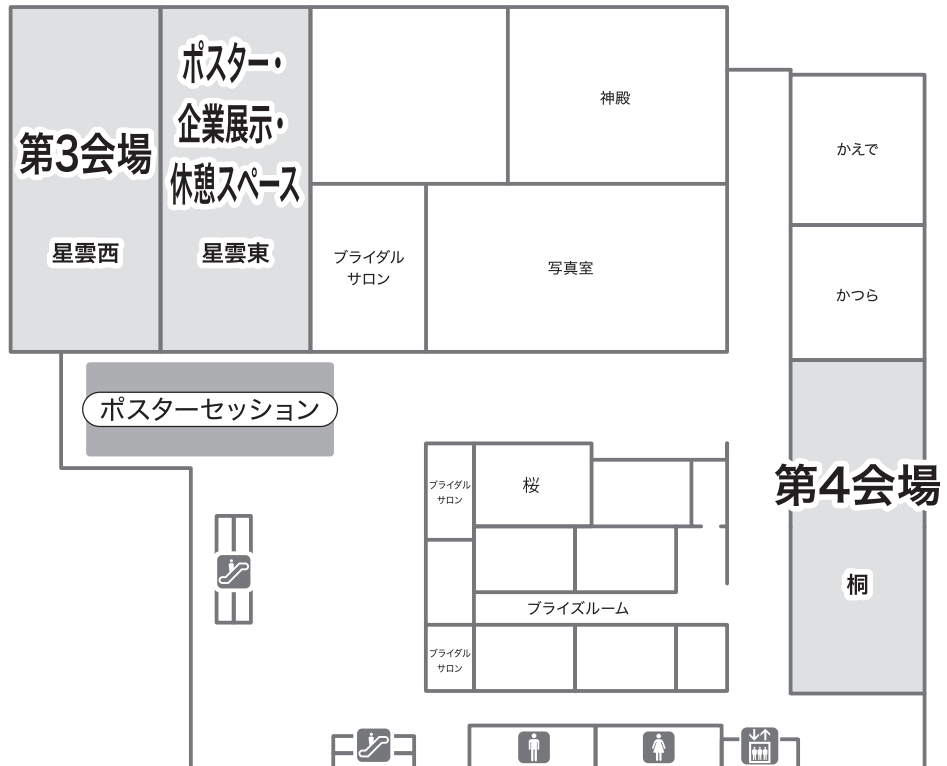 ポスター・
企業展示・
休憩スペース
第3会場
星雲西
星雲東
神殿
ブライダル
サロン
写真室
かえで
かつら
ポスターセッション
ブライダル
サロン
桜
第4会場
桐
ブライズルーム
ブライダル
サロン